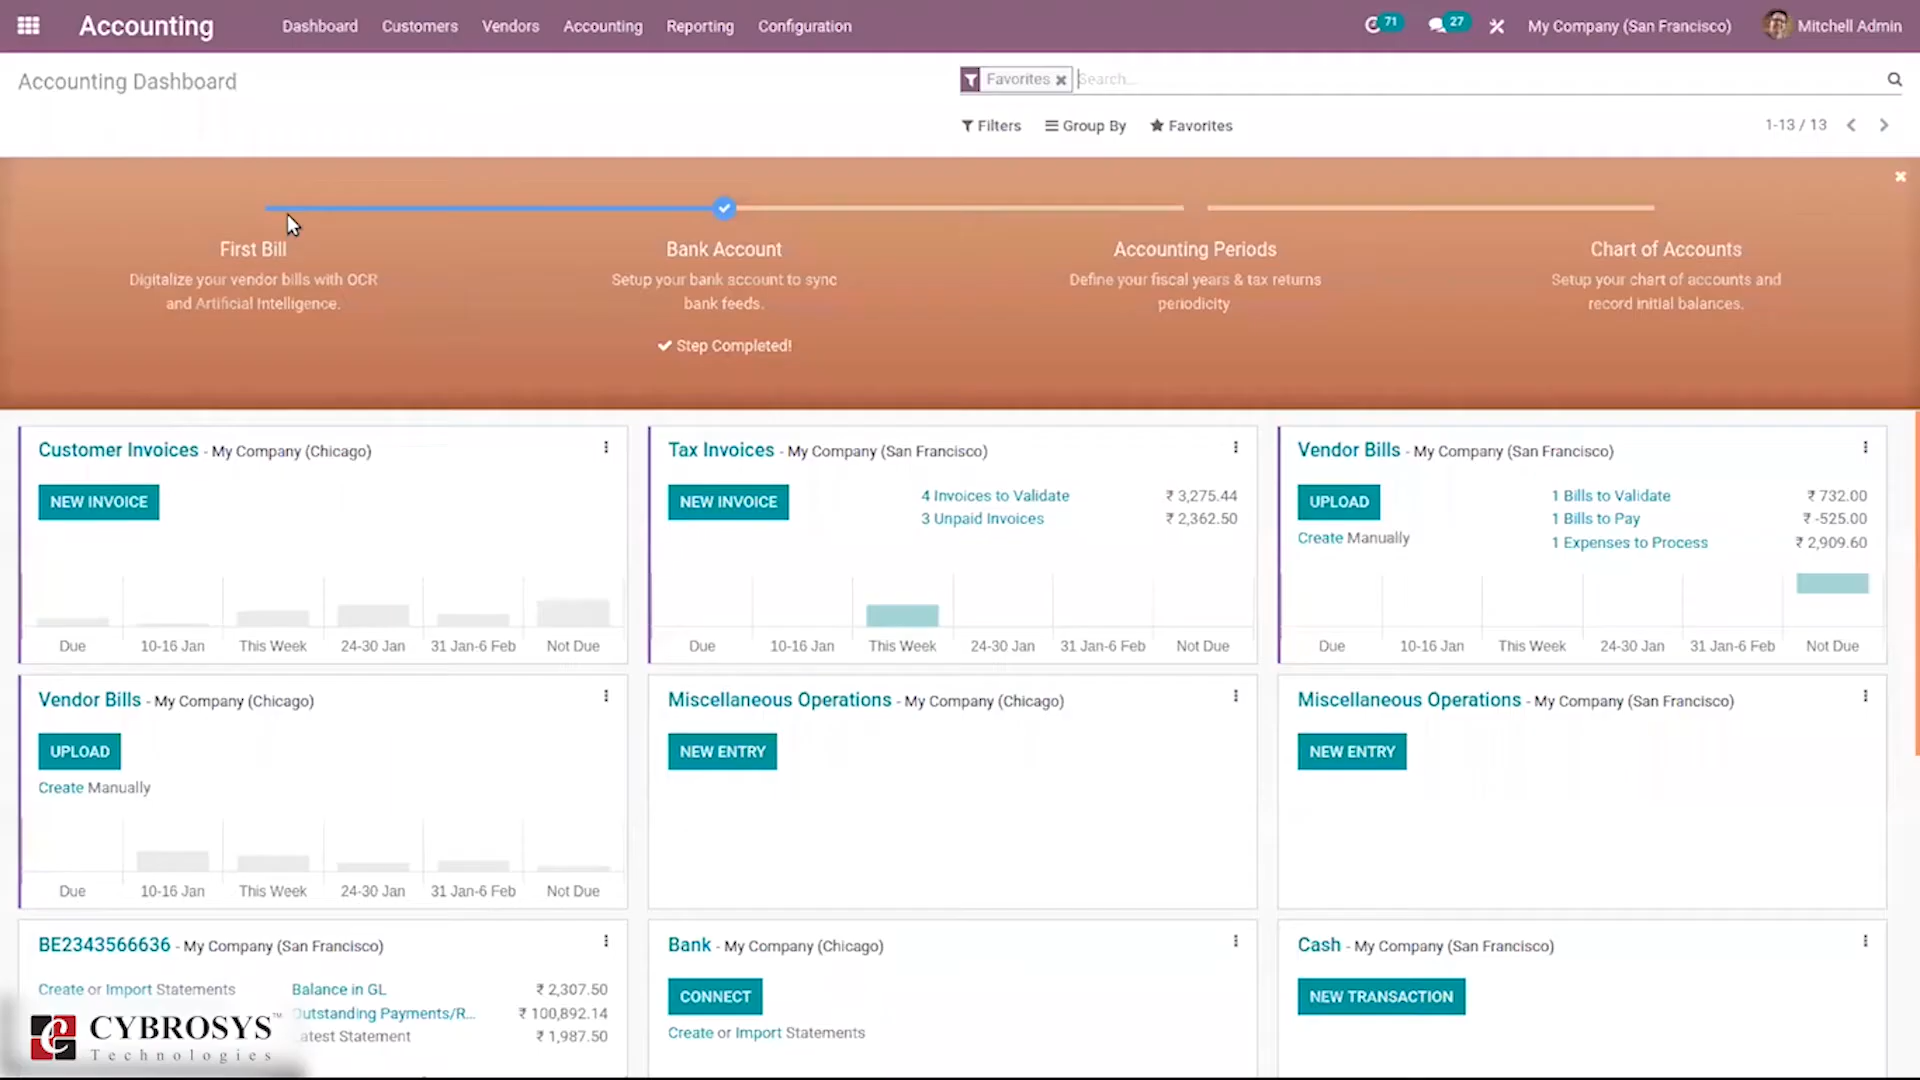 Accounting Dashboard Customers Vendors Accounting Reporting Configuration 71 27 My Company (San Francisco) Mitchell Admin
Accounting Dashboard
Favorites Search...
Filters Group By Favorites 1-13 / 13
First Bill
Digitalize your vendor bills with OCR
and Artificial Intelligence.
Bank Account
Setup your bank account to sync
bank feeds.
Step Completed!
Accounting Periods
Define your fiscal years & tax returns
periodicity
Chart of Accounts
Setup your chart of accounts and
record initial balances.
Customer Invoices - My Company (Chicago)
NEW INVOICE
Due 10-16 Jan This Week 24-30 Jan 31 Jan-6 Feb Not Due
Tax Invoices - My Company (San Francisco)
NEW INVOICE
4 Invoices to Validate ₹ 3,275.44
3 Unpaid Invoices ₹ 2,362.50
Due 10-16 Jan This Week 24-30 Jan 31 Jan-6 Feb Not Due
Vendor Bills - My Company (San Francisco)
UPLOAD
Create Manually
1 Bills to Validate ₹ 732.00
1 Bills to Pay ₹ -525.00
1 Expenses to Process ₹ 2,909.60
Due 10-16 Jan This Week 24-30 Jan 31 Jan-6 Feb Not Due
Vendor Bills - My Company (Chicago)
UPLOAD
Create Manually
Due 10-16 Jan This Week 24-30 Jan 31 Jan-6 Feb Not Due
Miscellaneous Operations - My Company (Chicago)
NEW ENTRY
Miscellaneous Operations - My Company (San Francisco)
NEW ENTRY
BE2343566636 - My Company (San Francisco)
Create or Import Statements
Balance in GL ₹ 2,307.50
Outstanding Payments/R... ₹ 100,892.14
atest Statement ₹ 1,987.50
Bank - My Company (Chicago)
CONNECT
Create or Import Statements
Cash - My Company (San Francisco)
NEW TRANSACTION
CYBROSYS™
Technologies